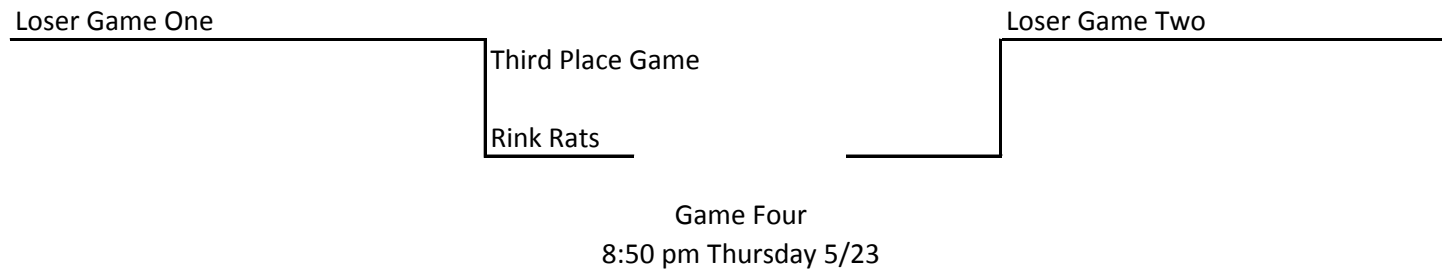 Loser Game One
Loser Game Two
Third Place Game
Rink Rats
Game Four
8:50 pm Thursday 5/23